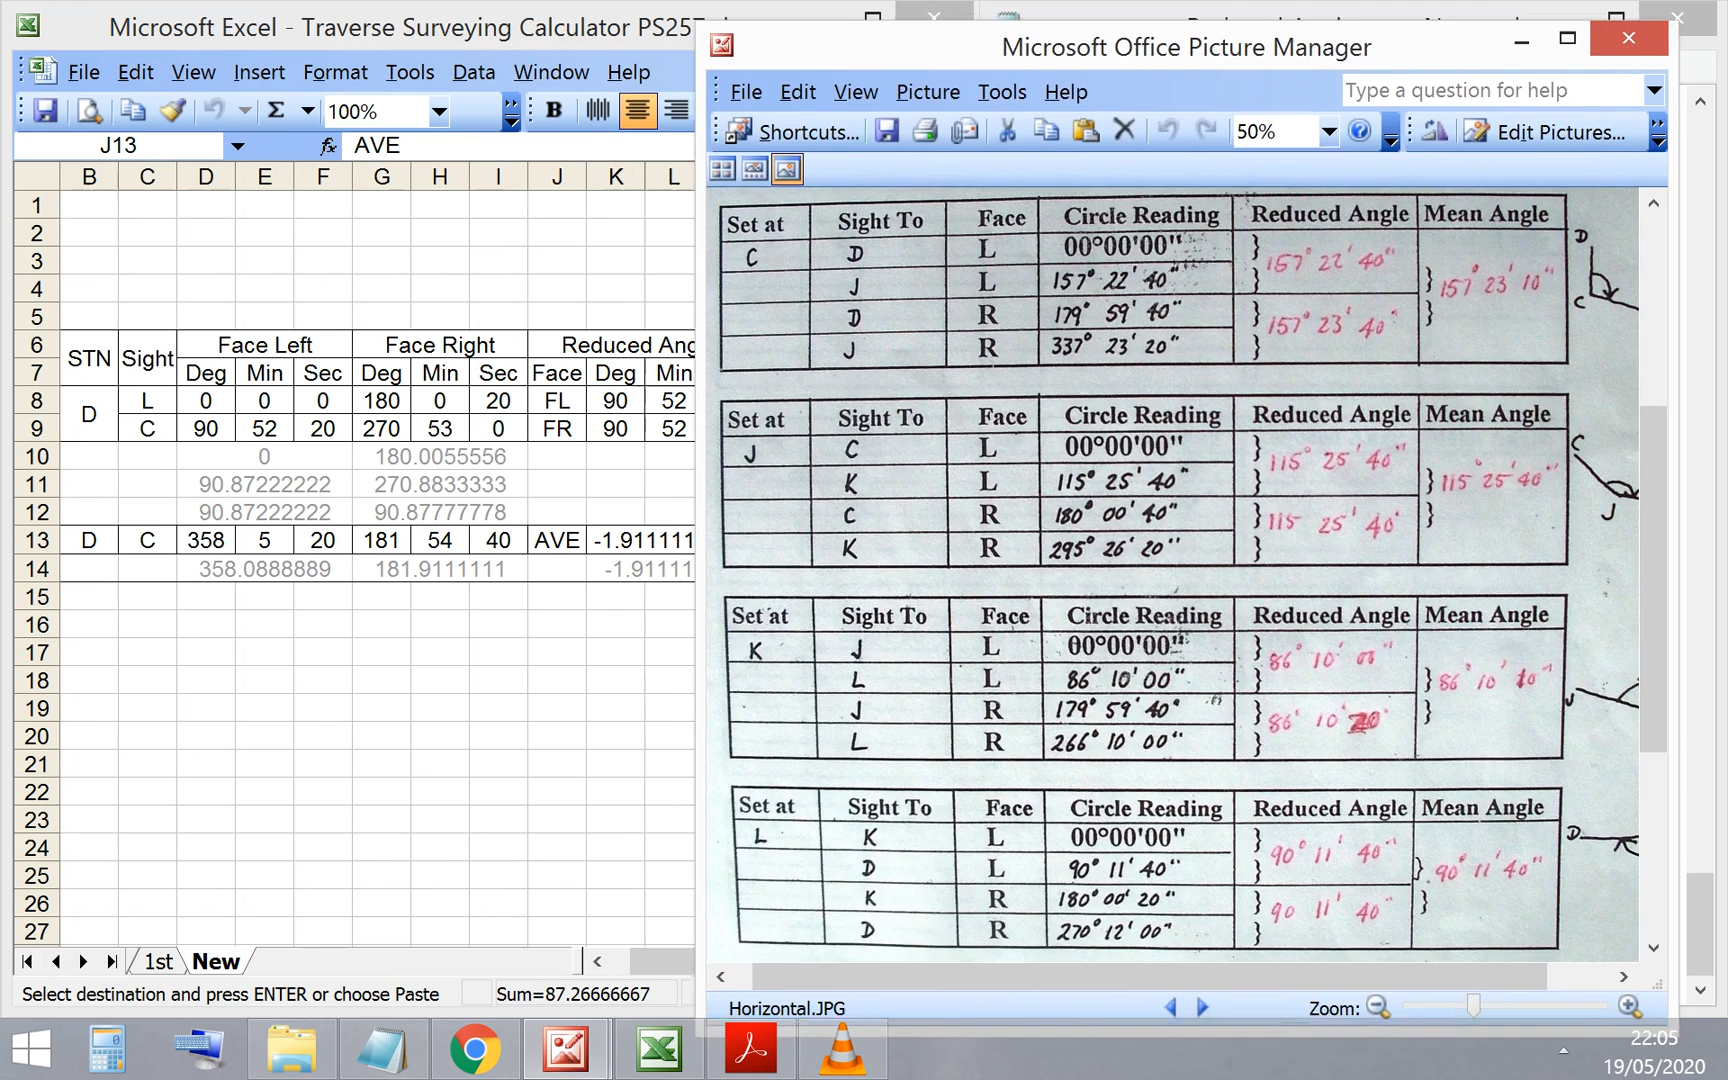 Microsoft Excel - Traverse Surveying Calculator PS25
File Edit View Insert Format Tools Data Window Help
100%
B
J13 fx AVE
B C D E F G H I J K L
1
2
3
4
5
6 STN Sight Face Left Face Right Reduced Ang
7 Deg Min Sec Deg Min Sec Face Deg Min
8 D L 0 0 0 180 0 20 FL 90 52
9 C 90 52 20 270 53 0 FR 90 52
10 0 180.0055556
11 90.87222222 270.8833333
12 90.87222222 90.87777778
13 D C 358 5 20 181 54 40 AVE -1.911111
14 358.0888889 181.9111111 -1.91111
15
16
17
18
19
20
21
22
23
24
25
26
27
1st New
Select destination and press ENTER or choose Paste Sum=87.26666667
Microsoft Office Picture Manager
File Edit View Picture Tools Help Type a question for help
Shortcuts... 50% Edit Pictures...
Set at Sight To Face Circle Reading Reduced Angle Mean Angle
C D L 00°00'00" 157° 22' 40" 157° 23' 10"
J L 157° 22' 40"
D R 179° 59' 40" 157° 23' 40"
J R 337° 23' 20"
D
C
Set at Sight To Face Circle Reading Reduced Angle Mean Angle
J C L 00°00'00" 115° 25' 40" 115° 25' 40"
K L 115° 25' 40"
C R 180° 00' 40" 115 25' 40"
K R 295° 26' 20"
C
J
Set at Sight To Face Circle Reading Reduced Angle Mean Angle
K J L 00°00'00" 86° 10' 00" 86° 10' 10"
L L 86° 10' 00"
J R 179° 59' 40" 86° 10' 20"
L R 266° 10' 00"
J
Set at Sight To Face Circle Reading Reduced Angle Mean Angle
L K L 00°00'00" 90° 11' 40" 90° 11' 40"
D L 90° 11' 40"
K R 180° 00' 20" 90 11' 40"
D R 270° 12' 00"
D
Horizontal.JPG Zoom:
22:05
19/05/2020